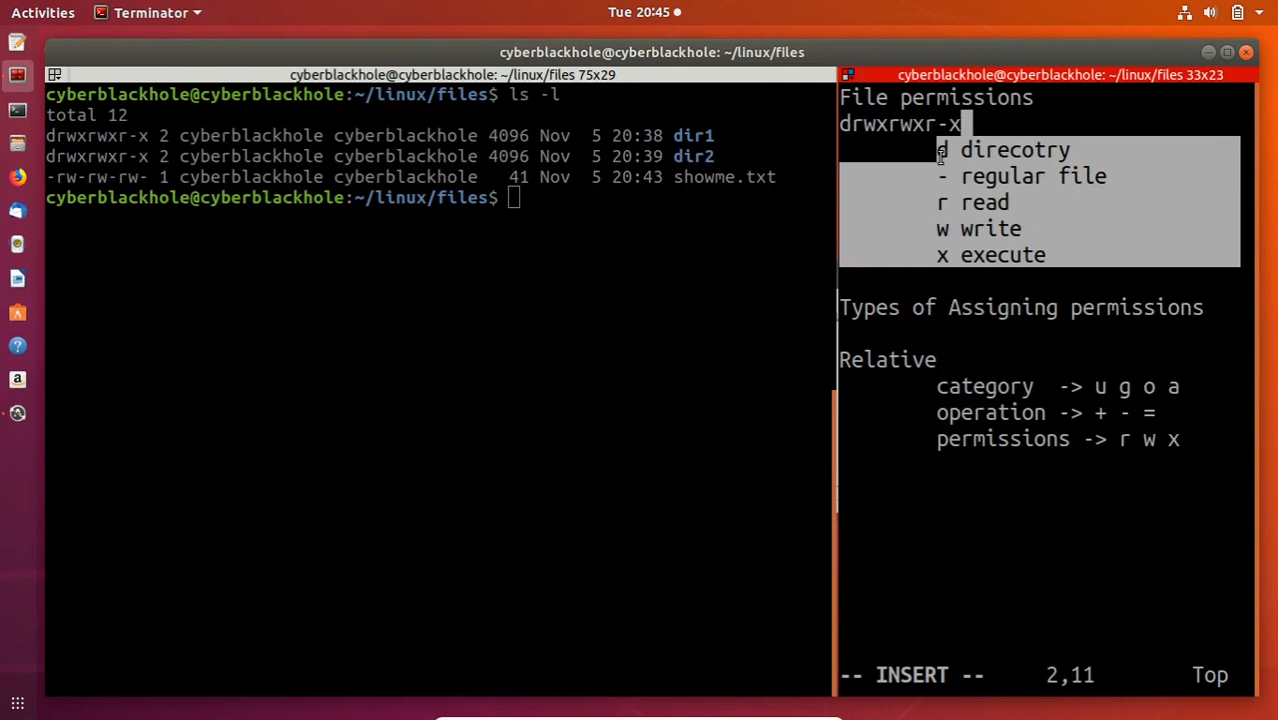 Activities Terminator Tue 20:45
cyberblackhole@cyberblackhole: ~/linux/files
cyberblackhole@cyberblackhole: ~/linux/files 75x29
cyberblackhole@cyberblackhole:~/linux/files$ ls -l
total 12
drwxrwxr-x 2 cyberblackhole cyberblackhole 4096 Nov  5 20:38 dir1
drwxrwxr-x 2 cyberblackhole cyberblackhole 4096 Nov  5 20:39 dir2
-rw-rw-rw- 1 cyberblackhole cyberblackhole   41 Nov  5 20:43 showme.txt
cyberblackhole@cyberblackhole:~/linux/files$
cyberblackhole@cyberblackhole: ~/linux/files 33x23
File permissions
drwxrwxr-x
d direcotry
- regular file
r read
w write
x execute
Types of Assigning permissions
Relative
category  -> u g o a
operation -> + - =
permissions -> r w x
-- INSERT -- 2,11 Top